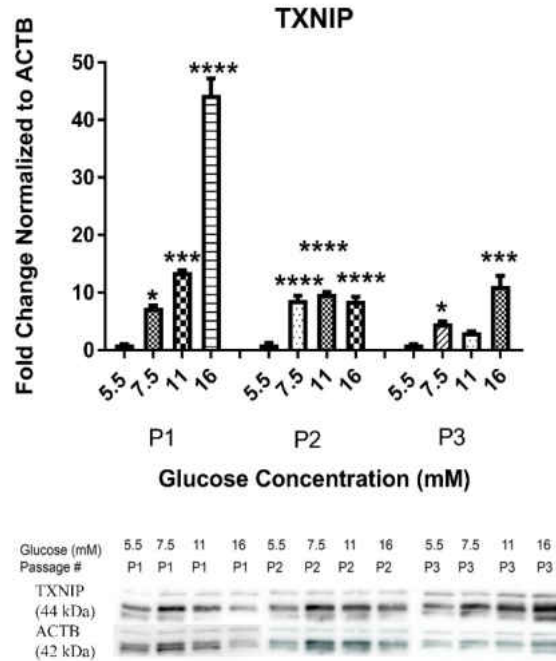 TXNIP
Fold Change Normalized to ACTB
50
40
30
20
10
0
* *** ****
**** **** ****
* ***
5.5 7.5 11 16 5.5 7.5 11 16 5.5 7.5 11 16
P1 P2 P3
Glucose Concentration (mM)
Glucose (mM) 5.5 7.5 11 16 5.5 7.5 11 16 5.5 7.5 11 16
Passage # P1 P1 P1 P1 P2 P2 P2 P2 P3 P3 P3 P3
TXNIP
(44 kDa)
ACTB
(42 kDa)